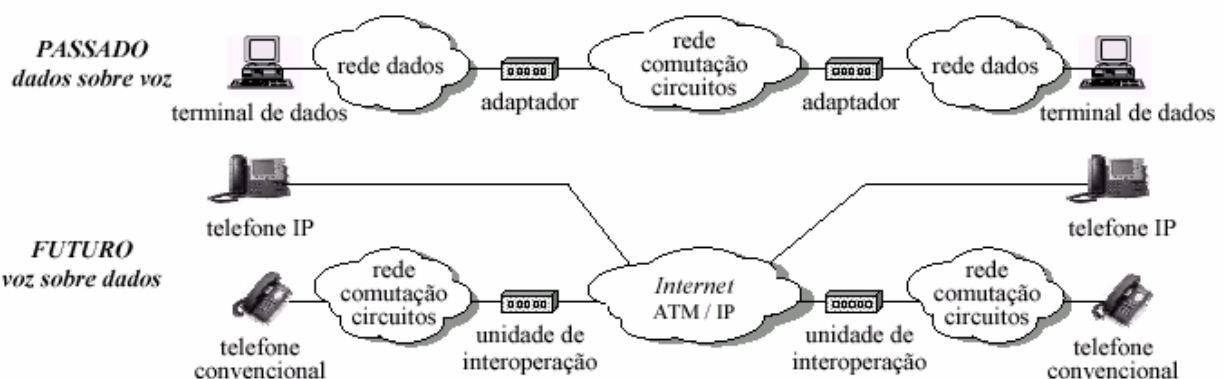 PASSADO
dados sobre voz
terminal de dados
rede dados
adaptador
rede
comutação
circuitos
adaptador
rede dados
terminal de dados
telefone IP
telefone IP
FUTURO
voz sobre dados
telefone
convencional
rede
comutação
circuitos
unidade de
interoperação
Internet
ATM / IP
unidade de
interoperação
rede
comutação
circuitos
telefone
convencional